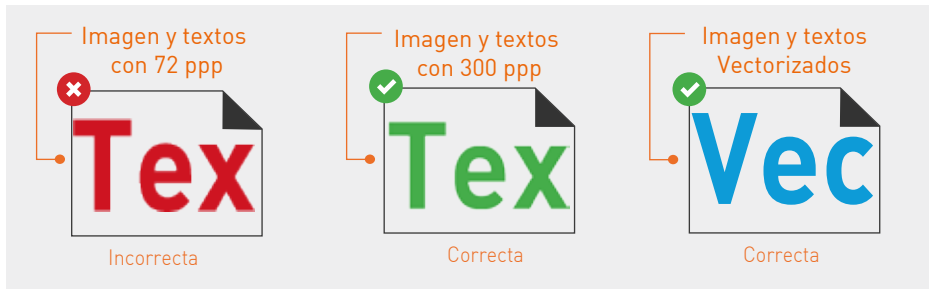 Imagen y textos
con 72 ppp
Tex
Incorrecta
Imagen y textos
con 300 ppp
Tex
Correcta
Imagen y textos
Vectorizados
Vec
Correcta